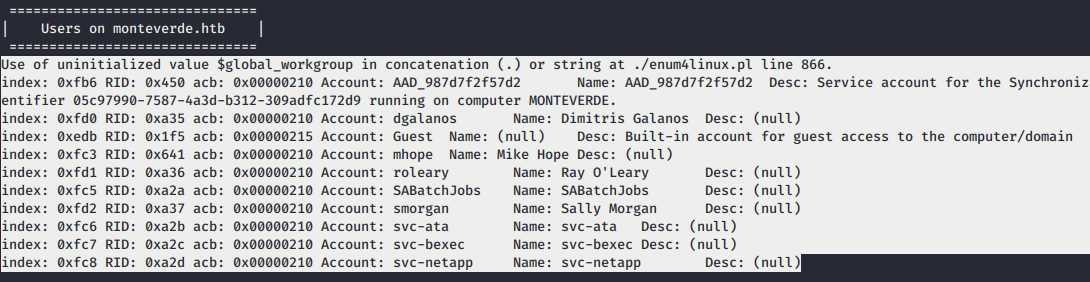 ===============================
|    Users on monteverde.htb    |
===============================
Use of uninitialized value $global_workgroup in concatenation (.) or string at ./enum4linux.pl line 866.
index: 0xfb6 RID: 0x450 acb: 0x00000210 Account: AAD_987d7f2f57d2       Name: AAD_987d7f2f57d2  Desc: Service account for the Synchroniz
entifier 05c97990-7587-4a3d-b312-309adfc172d9 running on computer MONTEVERDE.
index: 0xfd0 RID: 0xa35 acb: 0x00000210 Account: dgalanos       Name: Dimitris Galanos  Desc: (null)
index: 0xedb RID: 0x1f5 acb: 0x00000215 Account: Guest  Name: (null)    Desc: Built-in account for guest access to the computer/domain
index: 0xfc3 RID: 0x641 acb: 0x00000210 Account: mhope  Name: Mike Hope Desc: (null)
index: 0xfd1 RID: 0xa36 acb: 0x00000210 Account: roleary        Name: Ray O'Leary       Desc: (null)
index: 0xfc5 RID: 0xa2a acb: 0x00000210 Account: SABatchJobs    Name: SABatchJobs       Desc: (null)
index: 0xfd2 RID: 0xa37 acb: 0x00000210 Account: smorgan        Name: Sally Morgan      Desc: (null)
index: 0xfc6 RID: 0xa2b acb: 0x00000210 Account: svc-ata        Name: svc-ata   Desc: (null)
index: 0xfc7 RID: 0xa2c acb: 0x00000210 Account: svc-bexec      Name: svc-bexec Desc: (null)
index: 0xfc8 RID: 0xa2d acb: 0x00000210 Account: svc-netapp     Name: svc-netapp        Desc: (null)